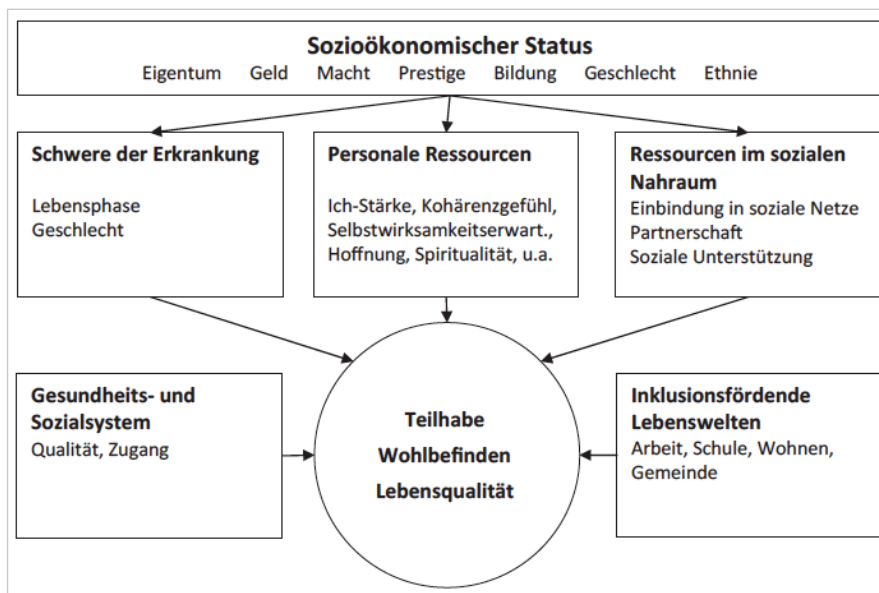 Sozioökonomischer Status
Eigentum Geld Macht Prestige Bildung Geschlecht Ethnie
Schwere der Erkrankung
Lebensphase
Geschlecht
Personale Ressourcen
Ich-Stärke, Kohärenzgefühl,
Selbstwirksamkeitserwart.,
Hoffnung, Spiritualität, u.a.
Ressourcen im sozialen
Nahraum
Einbindung in soziale Netze
Partnerschaft
Soziale Unterstützung
Gesundheits- und
Sozialsystem
Qualität, Zugang
Teilhabe
Wohlbefinden
Lebensqualität
Inklusionsfördende
Lebenswelten
Arbeit, Schule, Wohnen,
Gemeinde